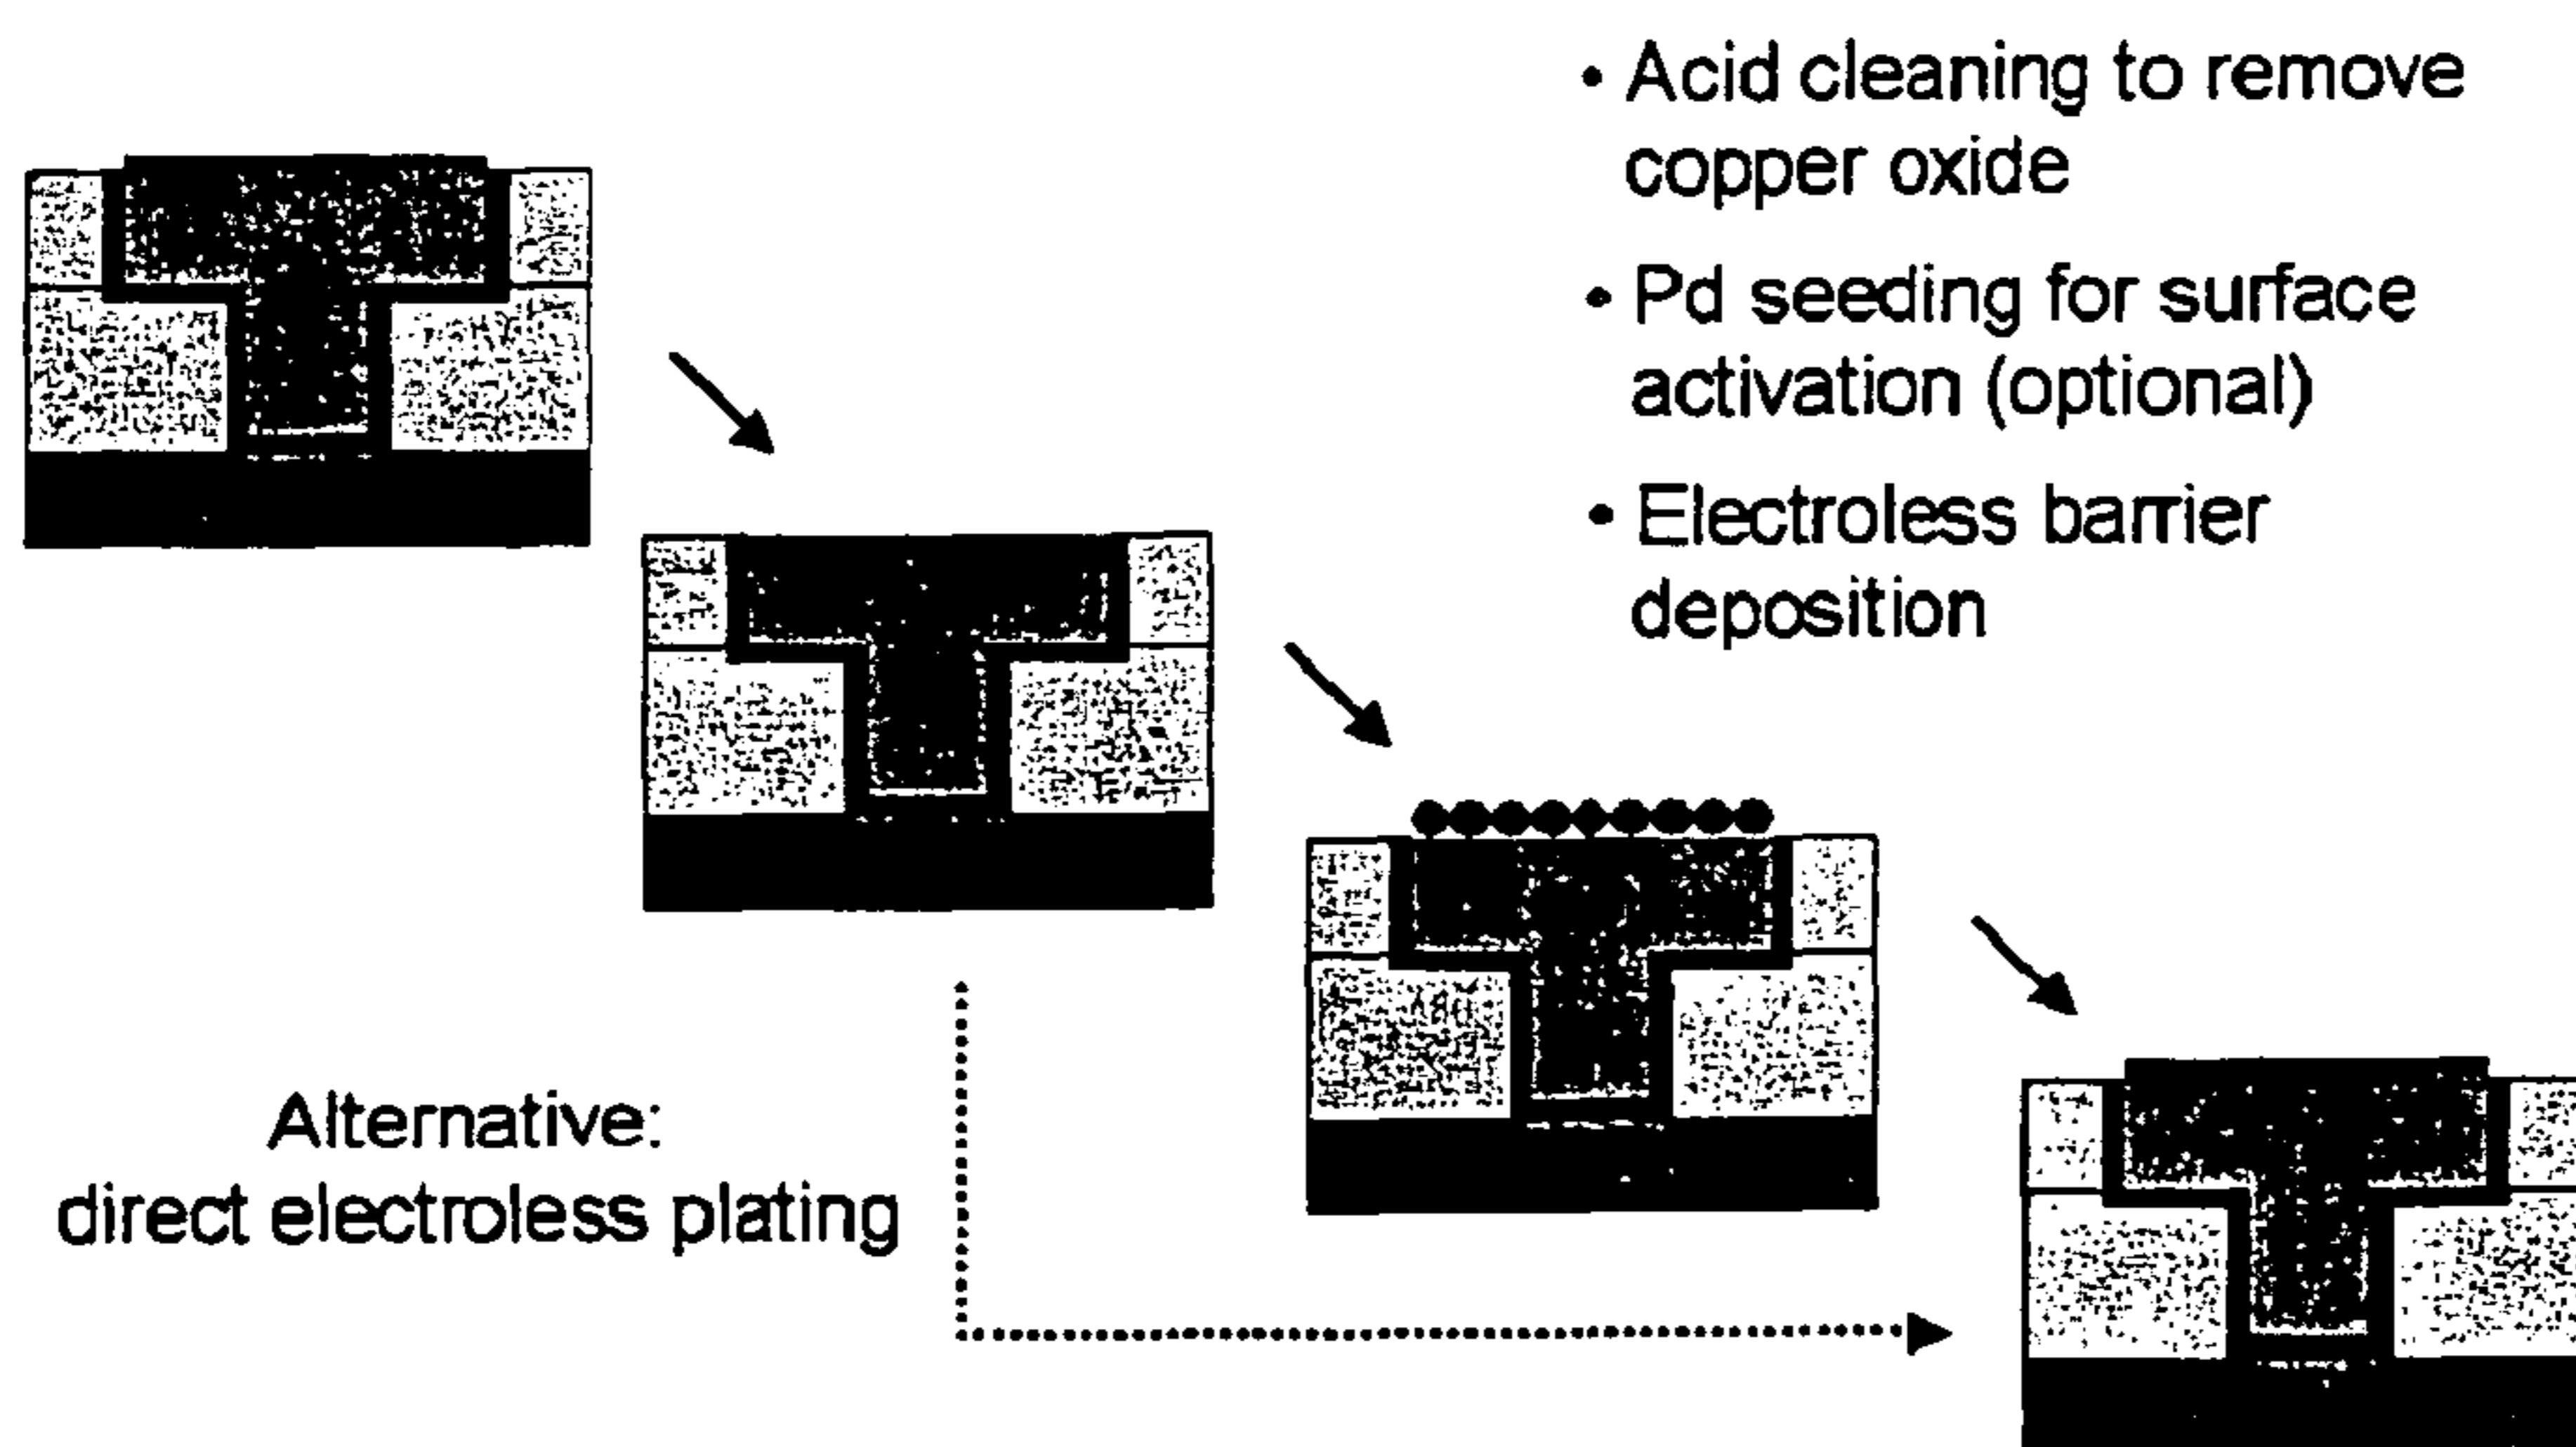 • Acid cleaning to remove
copper oxide
• Pd seeding for surface
activation (optional)
• Electroless barrier
deposition
Alternative:
direct electroless plating